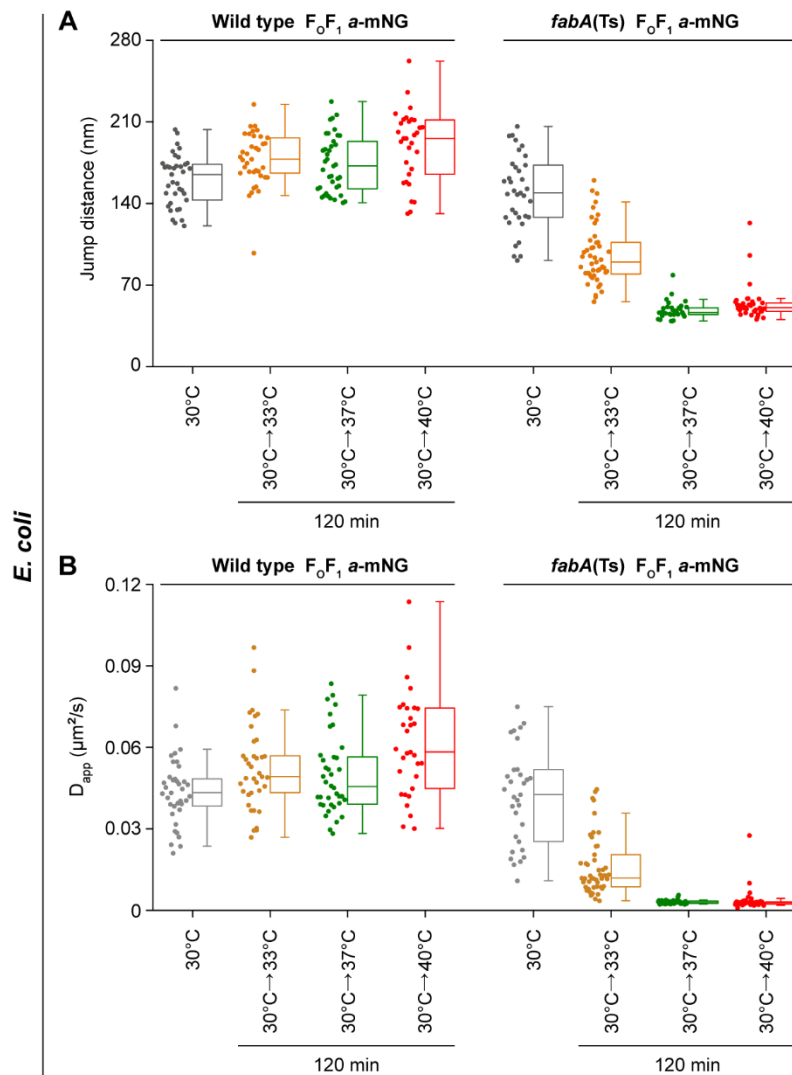 A
Wild type FOF1 a-mNG
fabA(Ts) FOF1 a-mNG
Jump distance (nm)
280
210
140
70
0
30°C
30°C→33°C
30°C→37°C
30°C→40°C
30°C
30°C→33°C
30°C→37°C
30°C→40°C
120 min
120 min
E. coli
B
Wild type FOF1 a-mNG
fabA(Ts) FOF1 a-mNG
Dapp (µm²/s)
0.12
0.09
0.06
0.03
0
30°C
30°C→33°C
30°C→37°C
30°C→40°C
30°C
30°C→33°C
30°C→37°C
30°C→40°C
120 min
120 min